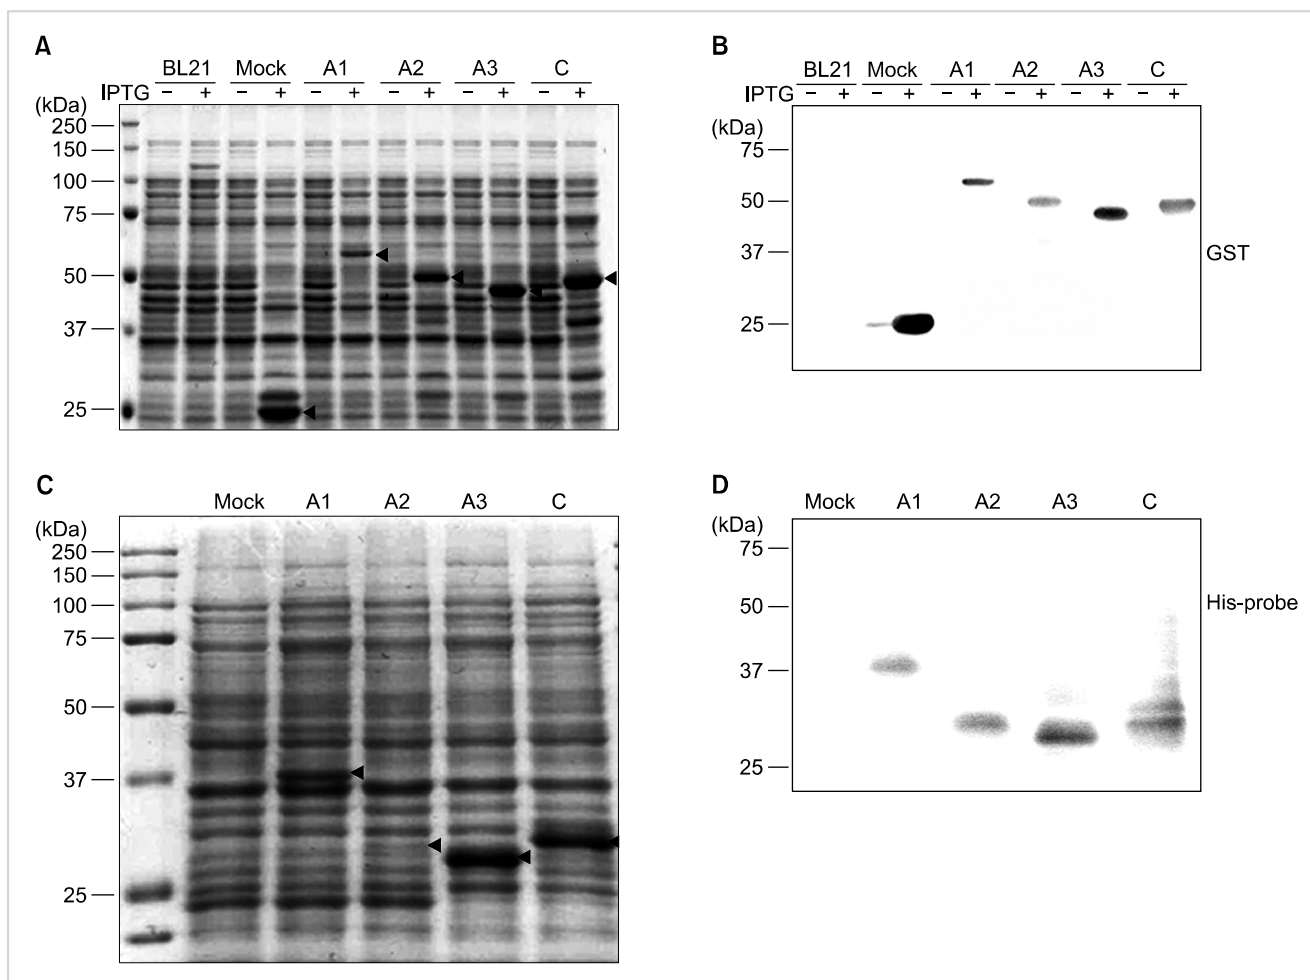 A
BL21 Mock A1 A2 A3 C
IPTG − + − + − + − + − + − +
(kDa)
250
150
100
75
50
37
25
B
BL21 Mock A1 A2 A3 C
IPTG − + − + − + − + − + − +
(kDa)
75
50
37
25
GST
C
Mock A1 A2 A3 C
(kDa)
250
150
100
75
50
37
25
D
Mock A1 A2 A3 C
(kDa)
75
50
37
25
His-probe